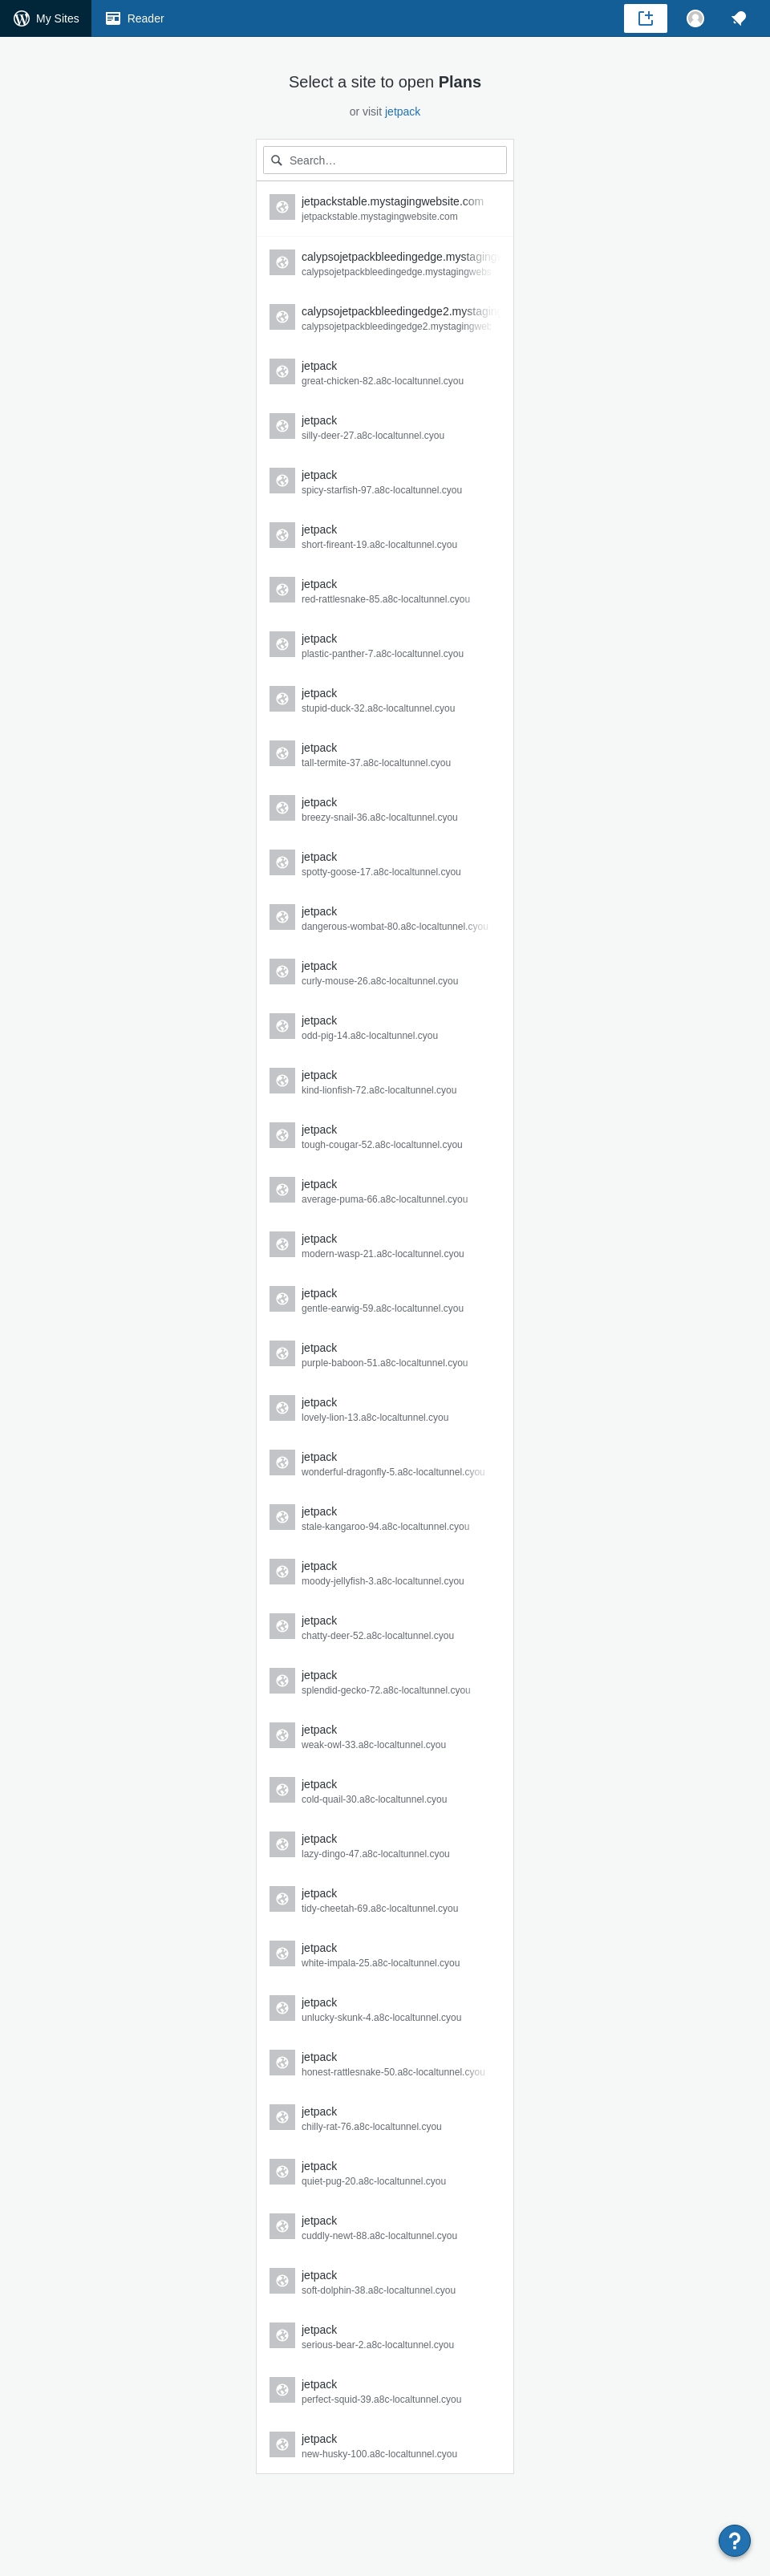 My Sites
Reader
Select a site to open Plans
or visit jetpack
Search…
jetpackstable.mystagingwebsite.com
jetpackstable.mystagingwebsite.com
calypsojetpackbleedingedge.mystaging
calypsojetpackbleedingedge.mystagingwebs
calypsojetpackbleedingedge2.mystaging
calypsojetpackbleedingedge2.mystagingweb
jetpack
great-chicken-82.a8c-localtunnel.cyou
jetpack
silly-deer-27.a8c-localtunnel.cyou
jetpack
spicy-starfish-97.a8c-localtunnel.cyou
jetpack
short-fireant-19.a8c-localtunnel.cyou
jetpack
red-rattlesnake-85.a8c-localtunnel.cyou
jetpack
plastic-panther-7.a8c-localtunnel.cyou
jetpack
stupid-duck-32.a8c-localtunnel.cyou
jetpack
tall-termite-37.a8c-localtunnel.cyou
jetpack
breezy-snail-36.a8c-localtunnel.cyou
jetpack
spotty-goose-17.a8c-localtunnel.cyou
jetpack
dangerous-wombat-80.a8c-localtunnel.cyou
jetpack
curly-mouse-26.a8c-localtunnel.cyou
jetpack
odd-pig-14.a8c-localtunnel.cyou
jetpack
kind-lionfish-72.a8c-localtunnel.cyou
jetpack
tough-cougar-52.a8c-localtunnel.cyou
jetpack
average-puma-66.a8c-localtunnel.cyou
jetpack
modern-wasp-21.a8c-localtunnel.cyou
jetpack
gentle-earwig-59.a8c-localtunnel.cyou
jetpack
purple-baboon-51.a8c-localtunnel.cyou
jetpack
lovely-lion-13.a8c-localtunnel.cyou
jetpack
wonderful-dragonfly-5.a8c-localtunnel.cyou
jetpack
stale-kangaroo-94.a8c-localtunnel.cyou
jetpack
moody-jellyfish-3.a8c-localtunnel.cyou
jetpack
chatty-deer-52.a8c-localtunnel.cyou
jetpack
splendid-gecko-72.a8c-localtunnel.cyou
jetpack
weak-owl-33.a8c-localtunnel.cyou
jetpack
cold-quail-30.a8c-localtunnel.cyou
jetpack
lazy-dingo-47.a8c-localtunnel.cyou
jetpack
tidy-cheetah-69.a8c-localtunnel.cyou
jetpack
white-impala-25.a8c-localtunnel.cyou
jetpack
unlucky-skunk-4.a8c-localtunnel.cyou
jetpack
honest-rattlesnake-50.a8c-localtunnel.cyou
jetpack
chilly-rat-76.a8c-localtunnel.cyou
jetpack
quiet-pug-20.a8c-localtunnel.cyou
jetpack
cuddly-newt-88.a8c-localtunnel.cyou
jetpack
soft-dolphin-38.a8c-localtunnel.cyou
jetpack
serious-bear-2.a8c-localtunnel.cyou
jetpack
perfect-squid-39.a8c-localtunnel.cyou
jetpack
new-husky-100.a8c-localtunnel.cyou